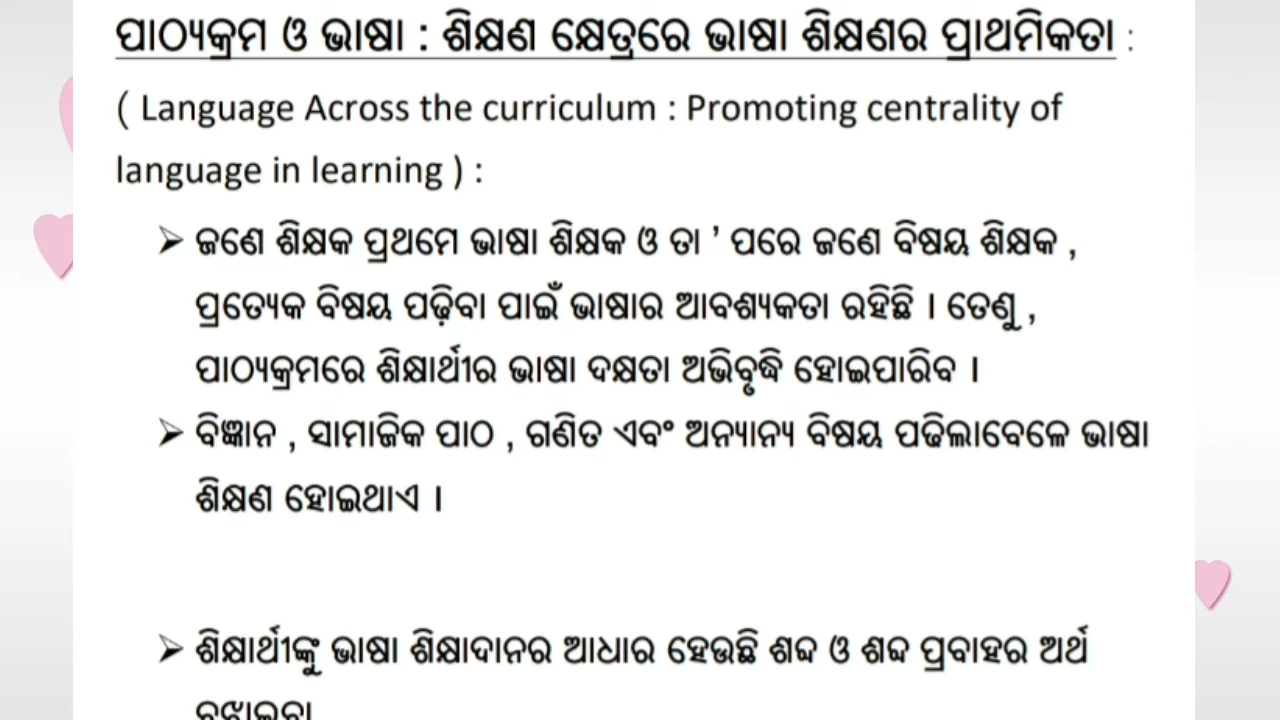 ପାଠ୍ୟକ୍ରମ ଓ ଭାଷା : ଶିକ୍ଷଣ କ୍ଷେତ୍ରରେ ଭାଷା ଶିକ୍ଷଣର ପ୍ରାଥମିକତା :
( Language Across the curriculum : Promoting centrality of
language in learning ) :
➢ ଜଣେ ଶିକ୍ଷକ ପ୍ରଥମେ ଭାଷା ଶିକ୍ଷକ ଓ ତା ’ ପରେ ଜଣେ ବିଷୟ ଶିକ୍ଷକ ,
ପ୍ରତ୍ୟେକ ବିଷୟ ପଢ଼ିବା ପାଇଁ ଭାଷାର ଆବଶ୍ୟକତା ରହିଛି । ତେଣୁ ,
ପାଠ୍ୟକ୍ରମରେ ଶିକ୍ଷାର୍ଥୀର ଭାଷା ଦକ୍ଷତା ଅଭିବୃଦ୍ଧି ହୋଇପାରିବ ।
➢ ବିଜ୍ଞାନ , ସାମାଜିକ ପାଠ , ଗଣିତ ଏବଂ ଅନ୍ୟାନ୍ୟ ବିଷୟ ପଢିଲାବେଳେ ଭାଷା
ଶିକ୍ଷଣ ହୋଇଥାଏ ।
➢ ଶିକ୍ଷାର୍ଥୀଙ୍କୁ ଭାଷା ଶିକ୍ଷାଦାନର ଆଧାର ହେଉଛି ଶବ୍ଦ ଓ ଶବ୍ଦ ପ୍ରବାହର ଅର୍ଥ